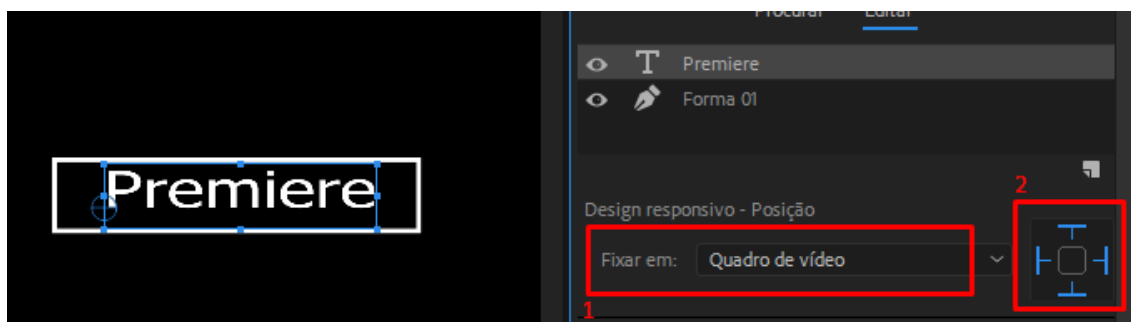 Procurar Editar
Premiere
Forma 01
Premiere
2
Design responsivo - Posição
Fixar em: Quadro de vídeo
1